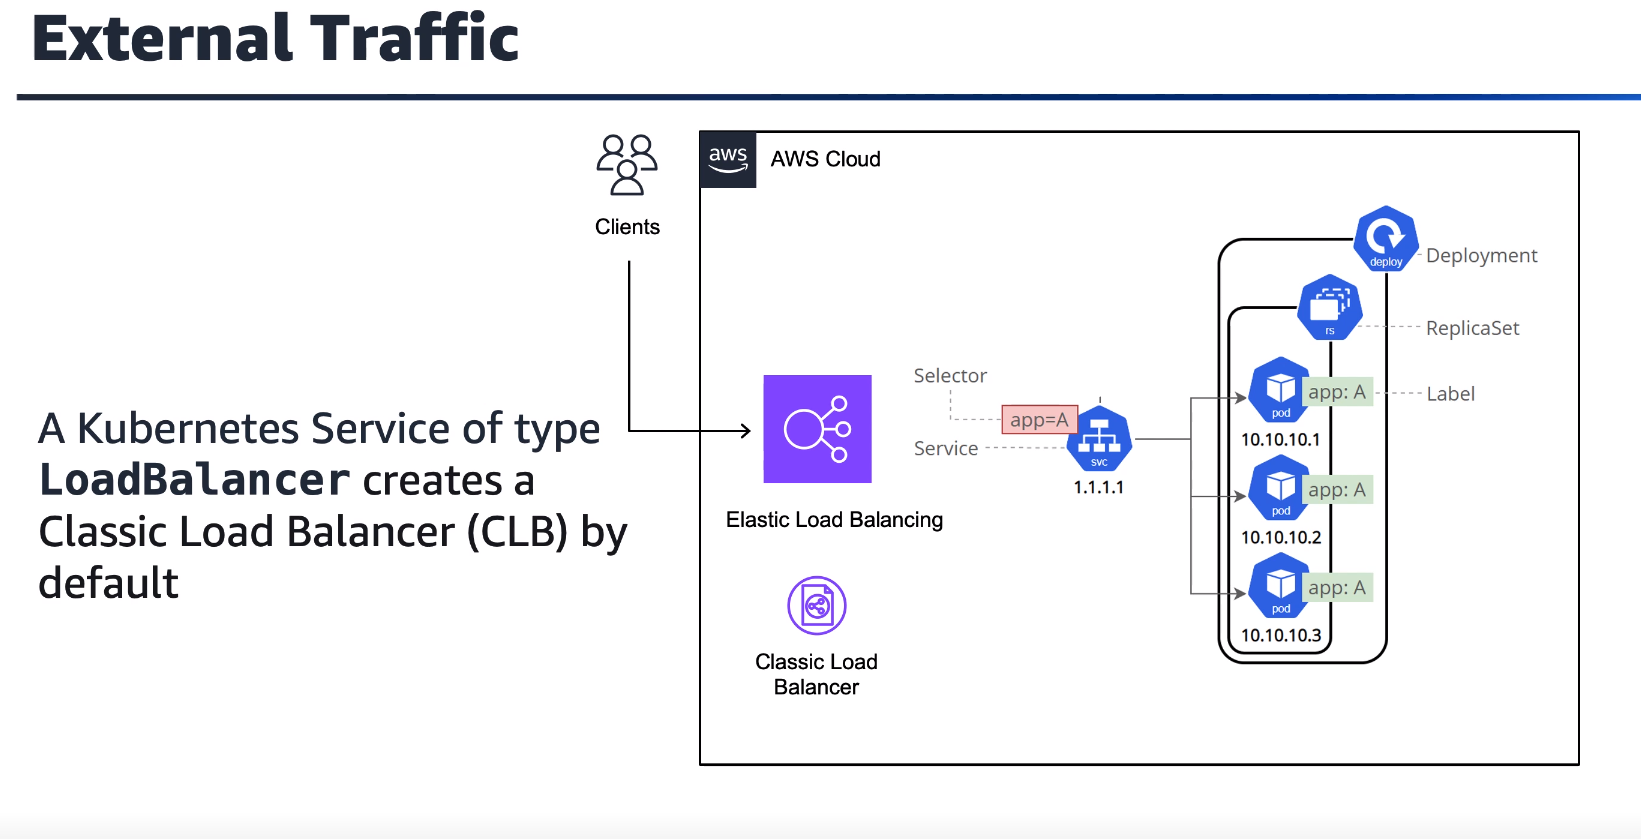 External Traffic
Clients
aws
AWS Cloud
A Kubernetes Service of type
LoadBalancer creates a
Classic Load Balancer (CLB) by
default
Elastic Load Balancing
Classic Load
Balancer
Selector
app=A
Service
svc
1.1.1.1
deploy
Deployment
rs
ReplicaSet
pod
app: A
Label
10.10.10.1
pod
app: A
10.10.10.2
pod
app: A
10.10.10.3